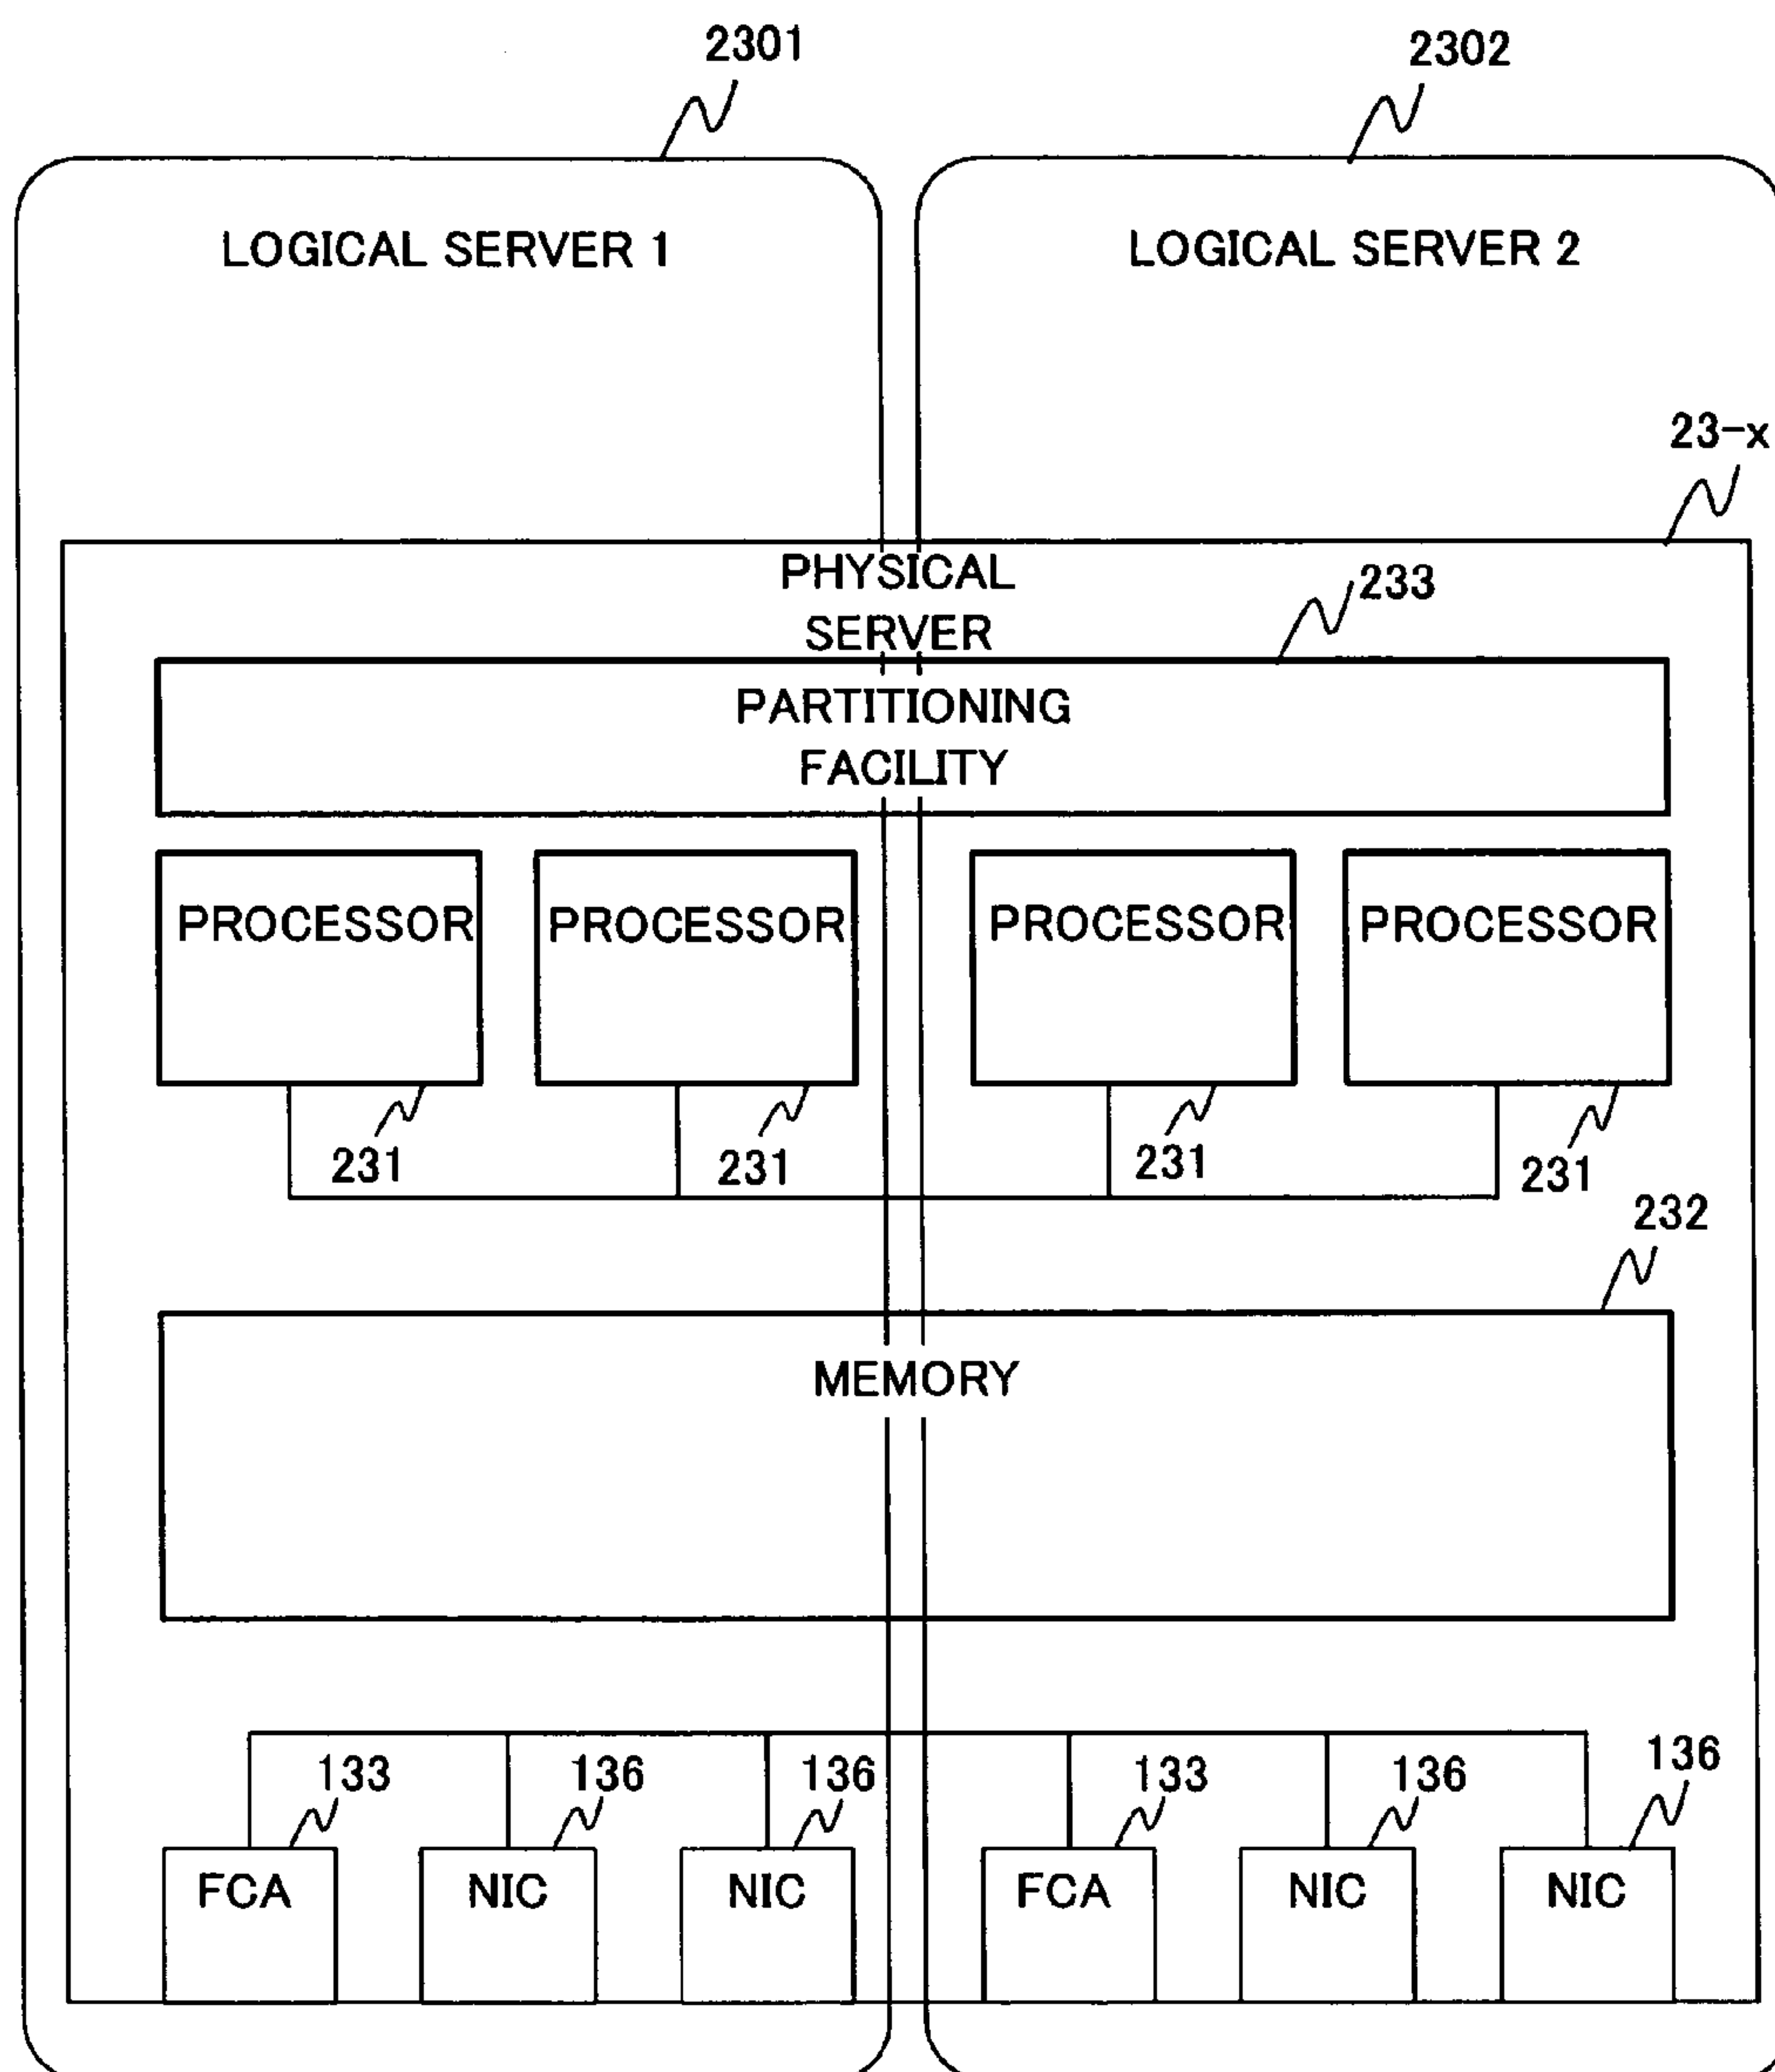 2301
2302
LOGICAL SERVER 1
LOGICAL SERVER 2
23-x
PHYSICAL
SERVER
233
PARTITIONING
FACILITY
PROCESSOR
PROCESSOR
PROCESSOR
PROCESSOR
231
231
231
231
232
MEMORY
133
136
136
133
136
136
FCA
NIC
NIC
FCA
NIC
NIC